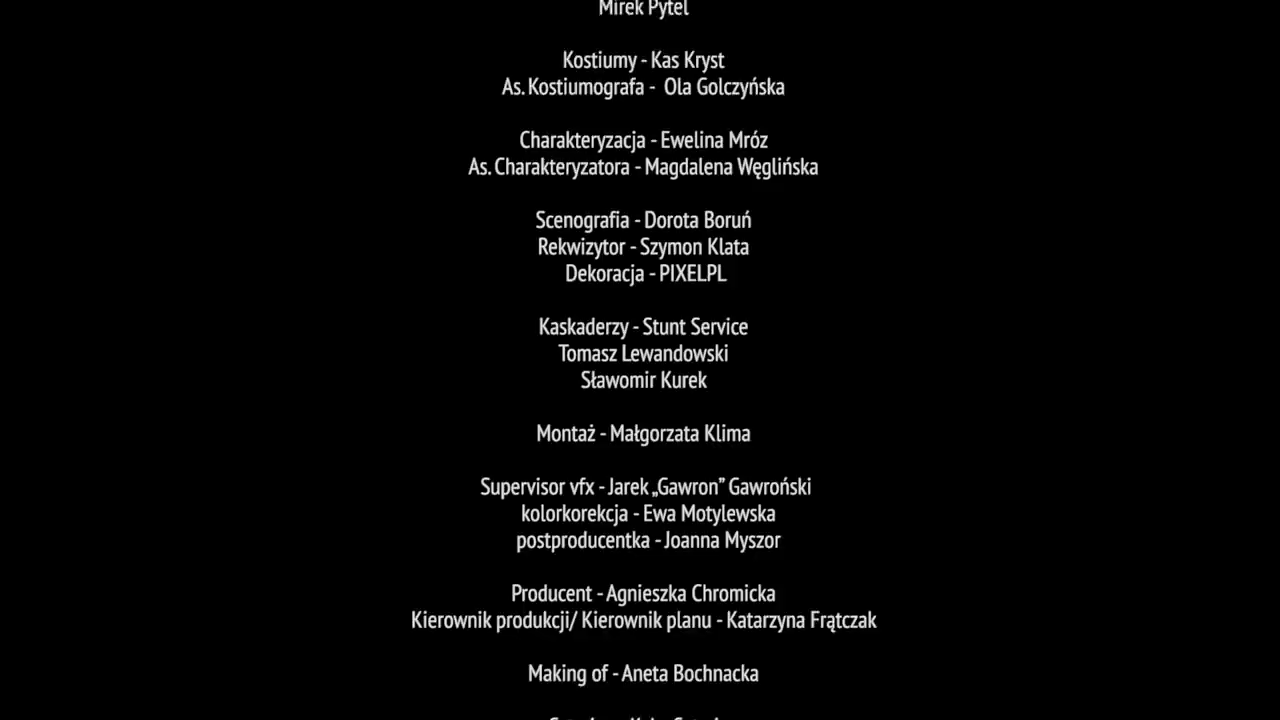 Mirek Pytel
Kostiumy - Kas Kryst
As. Kostiumografa - Ola Golczyńska
Charakteryzacja - Ewelina Mróz
As. Charakteryzatora - Magdalena Węglińska
Scenografia - Dorota Boruń
Rekwizytor - Szymon Klata
Dekoracja - PIXELPL
Kaskaderzy - Stunt Service
Tomasz Lewandowski
Sławomir Kurek
Montaż - Małgorzata Klima
Supervisor vfx - Jarek „Gawron” Gawroński
kolorkorekcja - Ewa Motylewska
postproducentka - Joanna Myszor
Producent - Agnieszka Chromicka
Kierownik produkcji/ Kierownik planu - Katarzyna Frątczak
Making of - Aneta Bochnacka